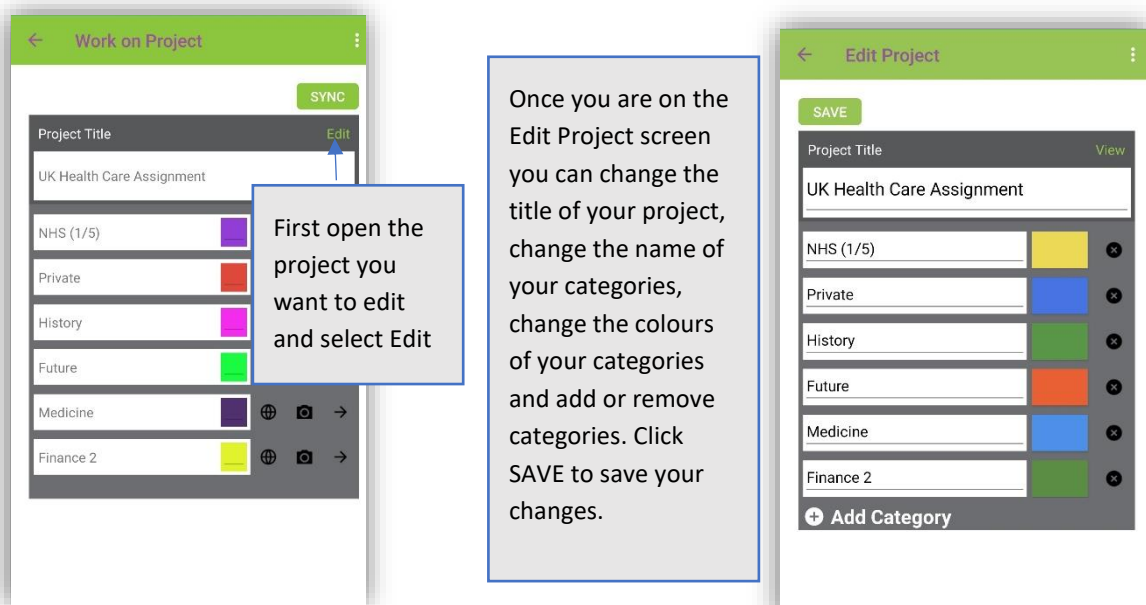 Work on Project
SYNC
Project Title
Edit
UK Health Care Assignment
NHS (1/5)
Private
History
Future
Medicine
Finance 2
First open the
project you
want to edit
and select Edit
Once you are on the
Edit Project screen
you can change the
title of your project,
change the name of
your categories,
change the colours
of your categories
and add or remove
categories. Click
SAVE to save your
changes.
Edit Project
SAVE
Project Title
View
UK Health Care Assignment
NHS (1/5)
Private
History
Future
Medicine
Finance 2
Add Category